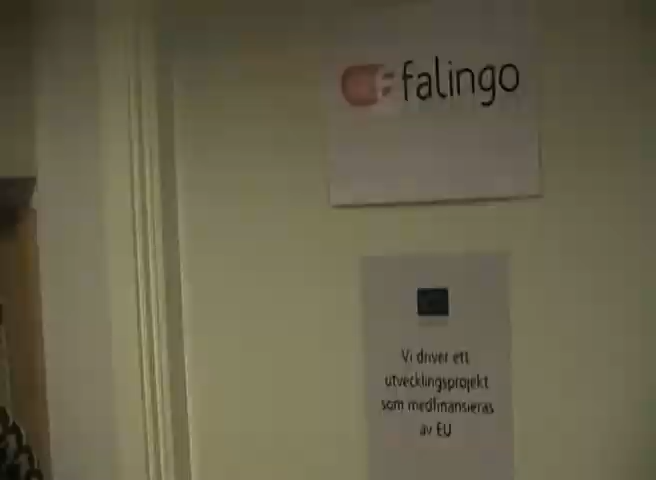 falingo
Vi driver ett
utvecklingsprojekt
som medfinansieras
av EU